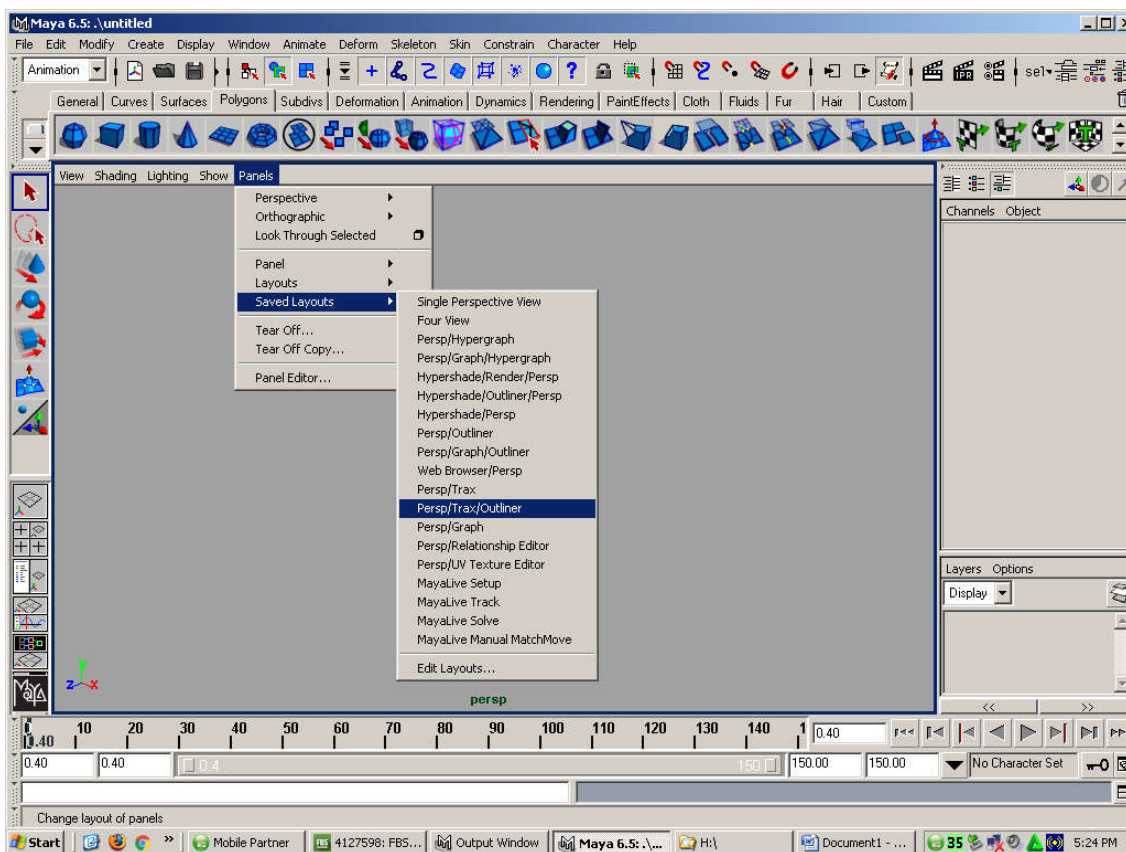 Maya 6.5: .\untitled
File Edit Modify Create Display Window Animate Deform Skeleton Skin Constrain Character Help
Animation
sel
General Curves Surfaces Polygons Subdivs Deformation Animation Dynamics Rendering PaintEffects Cloth Fluids Fur Hair Custom
View Shading Lighting Show Panels
Perspective
Orthographic
Look Through Selected
Panel
Layouts
Saved Layouts
Tear Off...
Tear Off Copy...
Panel Editor...
Single Perspective View
Four View
Persp/Hypergraph
Persp/Graph/Hypergraph
Hypershade/Render/Persp
Hypershade/Outliner/Persp
Hypershade/Persp
Persp/Outliner
Persp/Graph/Outliner
Web Browser/Persp
Persp/Trax
Persp/Trax/Outliner
Persp/Graph
Persp/Relationship Editor
Persp/UV Texture Editor
MayaLive Setup
MayaLive Track
MayaLive Solve
MayaLive Manual MatchMove
Edit Layouts...
Channels Object
Layers Options
Display
<< >>
y
z x
persp
MAYA
10 20 30 40 50 60 70 80 90 100 110 120 130 140 1 0.40
0.40 0.40 0.4 150 150.00 150.00 No Character Set
Change layout of panels
Start » Mobile Partner 4127598: FBS... Output Window Maya 6.5: .\... H:\ Document1 - ... 35 5:24 PM